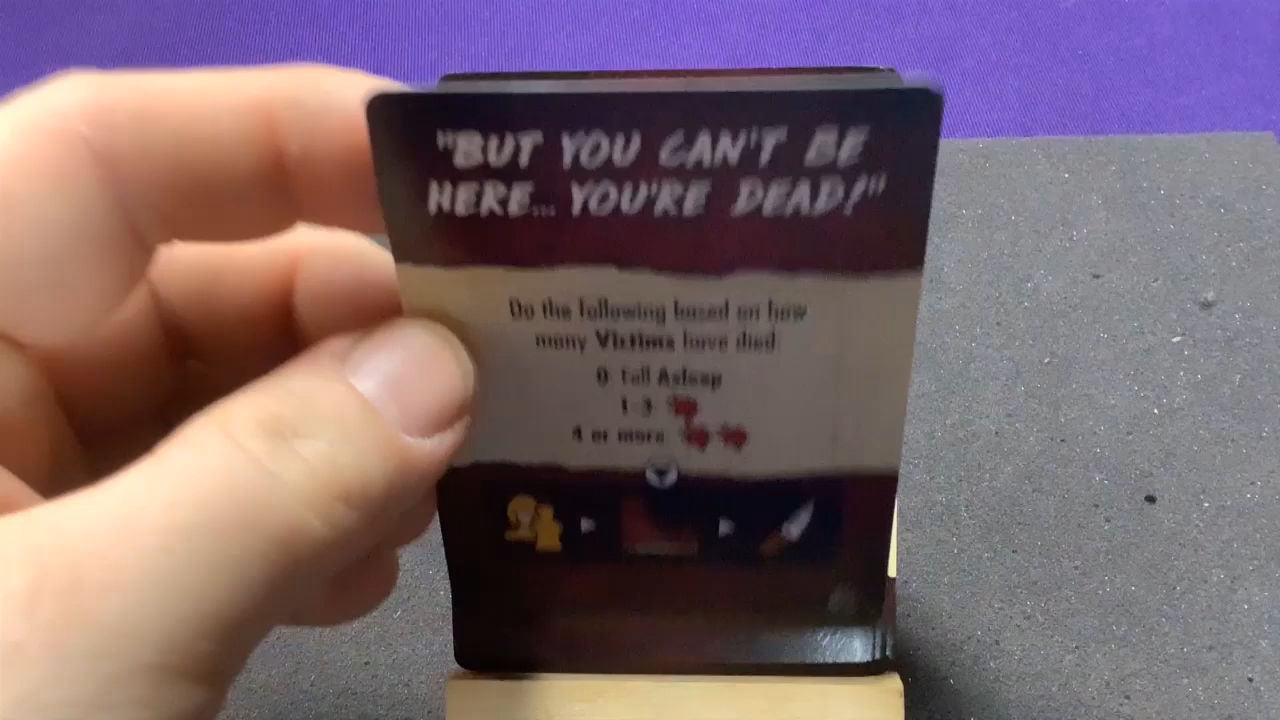 "BUT YOU CAN'T BE
HERE... YOU'RE DEAD!"
Do the following based on how
many Victims have died:
0: Fall Asleep
1-3:
4 or more: